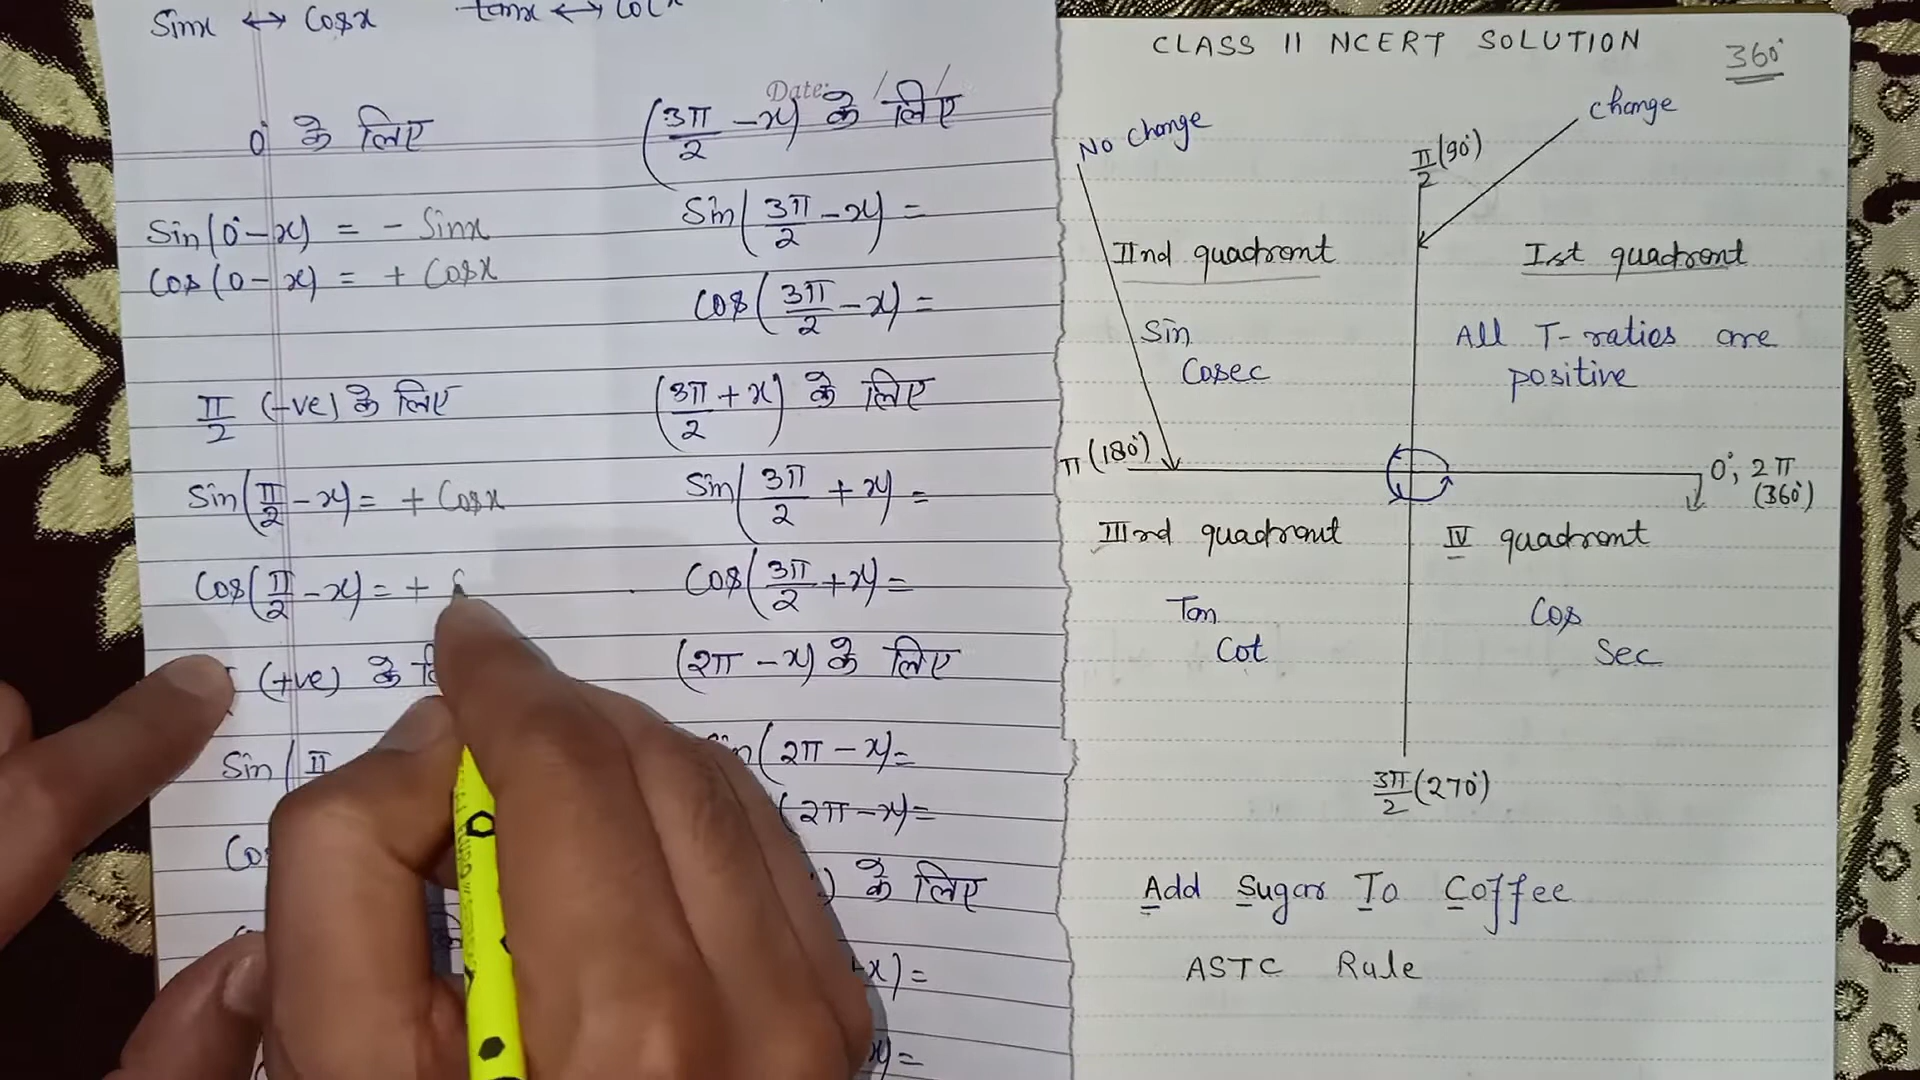 Sinx ↔ Cosx tanx ↔ Cotx
0° के लिए
Sin(0°-x) = - Sinx
Cos(0-x) = + Cosx
π/2 (+ve) के लिए
Sin(π/2 -x) = + Cosx
Cos(π/2 -x) = +
(+ve) के
Sin(π
Date: / /
(3π/2 -x) के लिए
Sin(3π/2 -x) =
Cos(3π/2 -x) =
(3π/2 +x) के लिए
Sin(3π/2 +x) =
Cos(3π/2 +x) =
(2π -x) के लिए
(2π -x) =
(2π -x) =
) के लिए
x) =
x) =
CLASS 11 NCERT SOLUTION
360°
No change
change
π/2 (90°)
IInd quadrant
Ist quadrant
Sin
Cosec
All T-ratios are
positive
π (180°)
0°, 2π
(360°)
IIIrd quadrant
IV quadrant
Tan
Cot
Cos
Sec
3π/2 (270°)
Add Sugar To Coffee
ASTC Rule